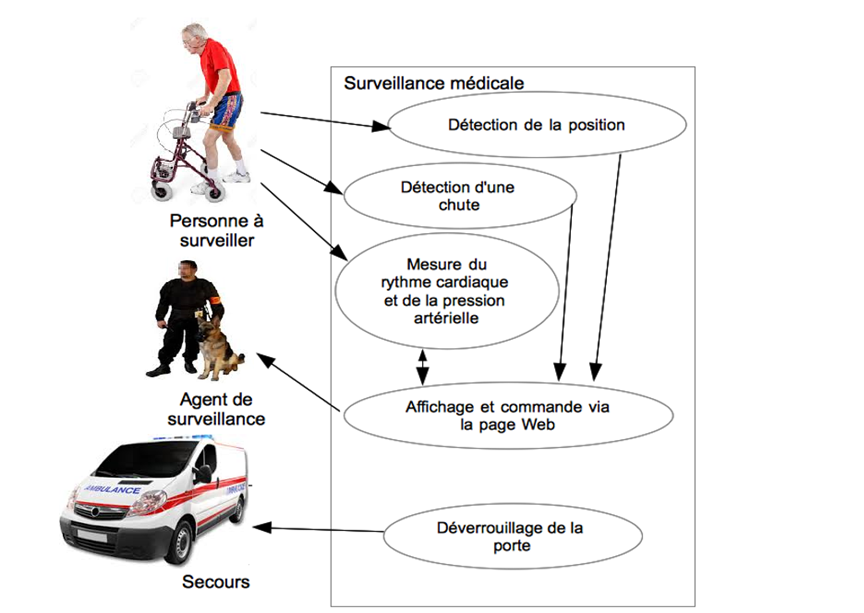 Surveillance médicale
Détection de la position
Détection d'une
chute
Personne à
surveiller
Mesure du
rythme cardiaque
et de la pression
artérielle
Agent de
surveillance
Affichage et commande via
la page Web
AMBULANCE
Déverrouillage de la
porte
Secours